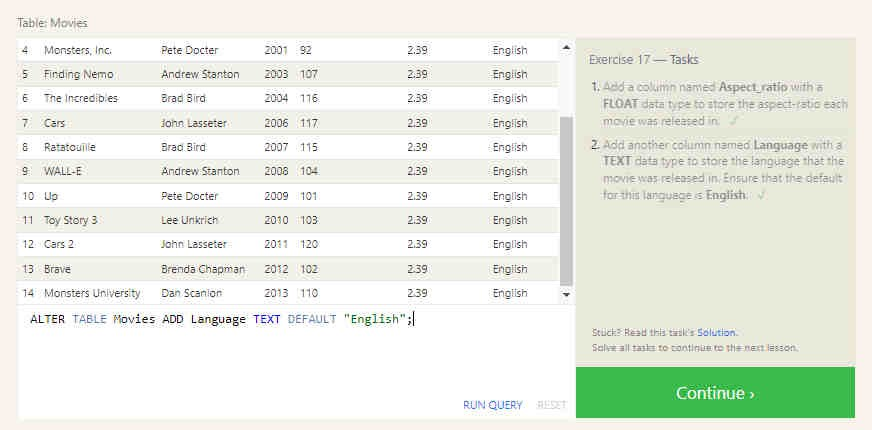 Table: Movies
4 Monsters, Inc. Pete Docter 2001 92 2.39 English
5 Finding Nemo Andrew Stanton 2003 107 2.39 English
6 The Incredibles Brad Bird 2004 116 2.39 English
7 Cars John Lasseter 2006 117 2.39 English
8 Ratatouille Brad Bird 2007 115 2.39 English
9 WALL-E Andrew Stanton 2008 104 2.39 English
10 Up Pete Docter 2009 101 2.39 English
11 Toy Story 3 Lee Unkrich 2010 103 2.39 English
12 Cars 2 John Lasseter 2011 120 2.39 English
13 Brave Brenda Chapman 2012 102 2.39 English
14 Monsters University Dan Scanlon 2013 110 2.39 English
ALTER TABLE Movies ADD Language TEXT DEFAULT "English";
RUN QUERY RESET
Exercise 17 — Tasks
1. Add a column named Aspect_ratio with a
FLOAT data type to store the aspect-ratio each
movie was released in. ✓
2. Add another column named Language with a
TEXT data type to store the language that the
movie was released in. Ensure that the default
for this language is English. ✓
Stuck? Read this task's Solution.
Solve all tasks to continue to the next lesson.
Continue ›